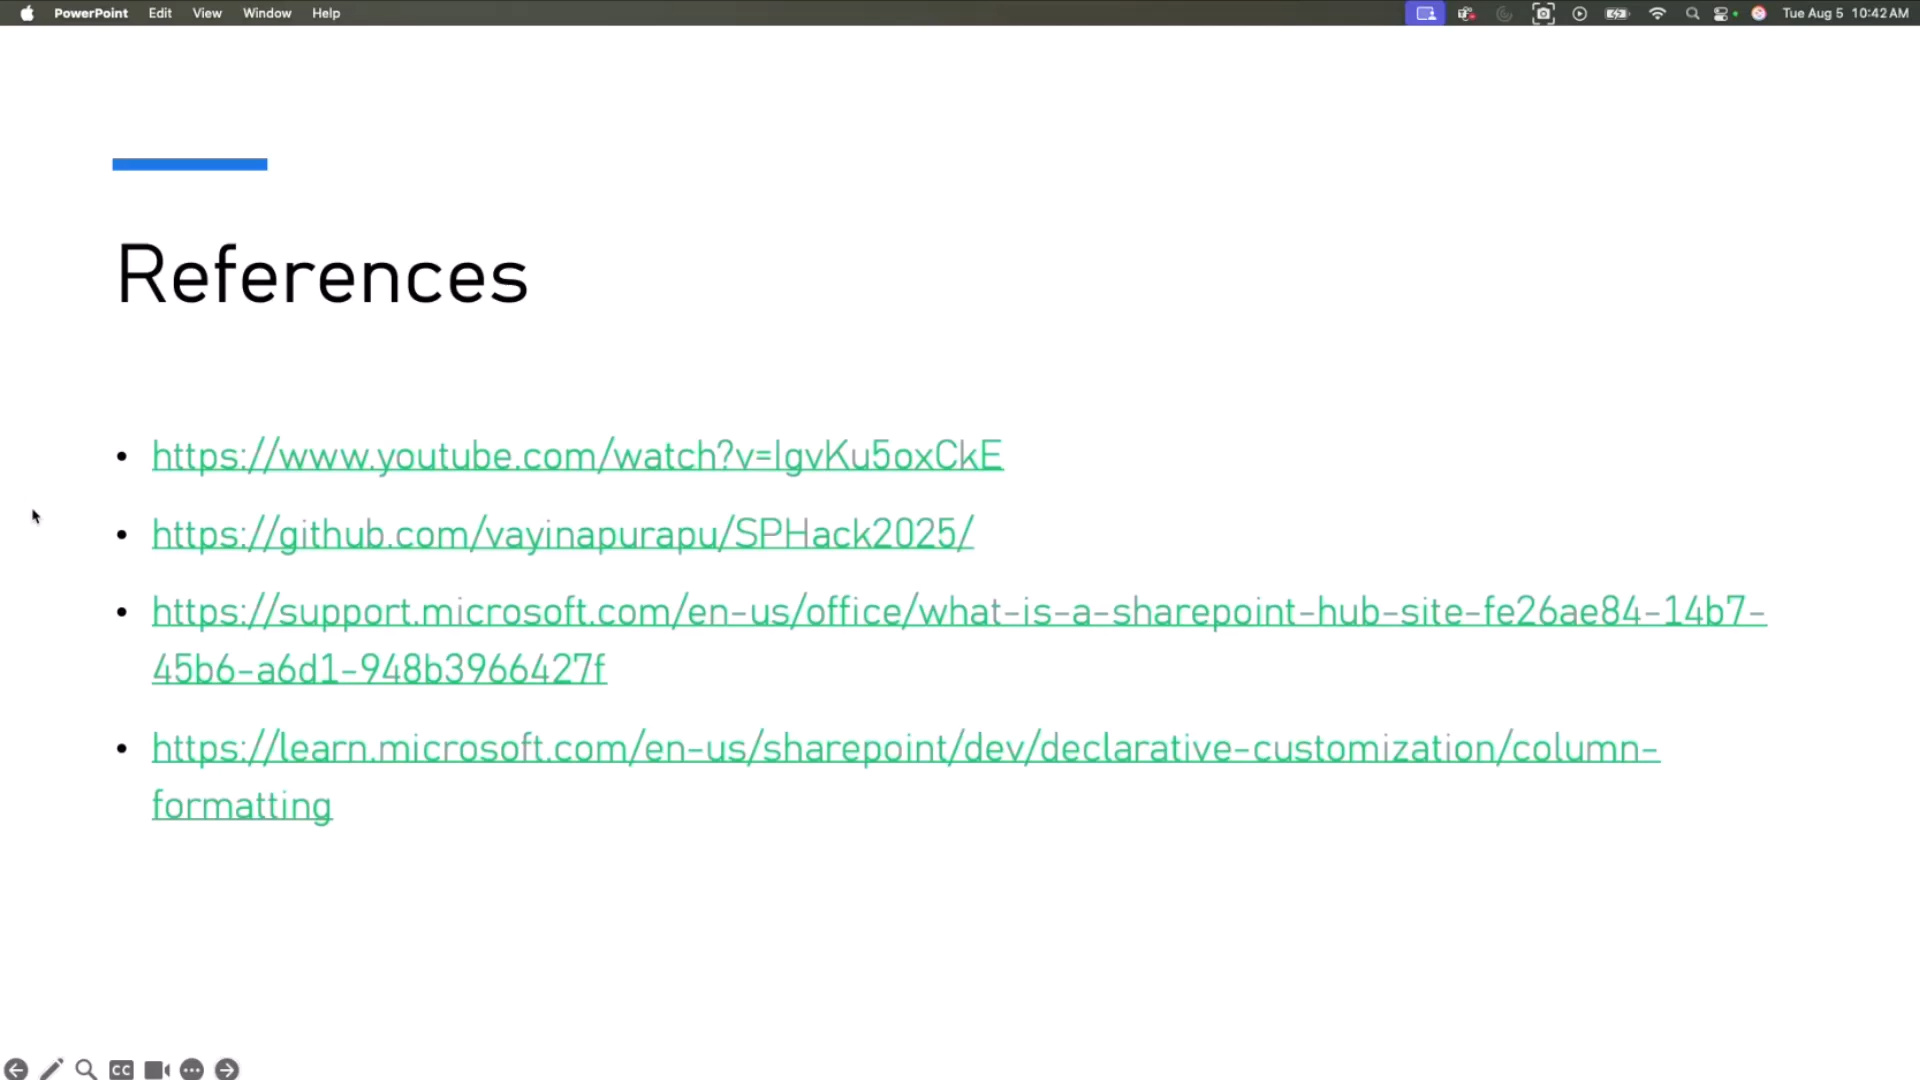 PowerPoint Edit View Window Help Tue Aug 5 10:42 AM
References
• https://www.youtube.com/watch?v=IgvKu5oxCkE
• https://github.com/vayinapurapu/SPHack2025/
• https://support.microsoft.com/en-us/office/what-is-a-sharepoint-hub-site-fe26ae84-14b7-
45b6-a6d1-948b3966427f
• https://learn.microsoft.com/en-us/sharepoint/dev/declarative-customization/column-
formatting
CC